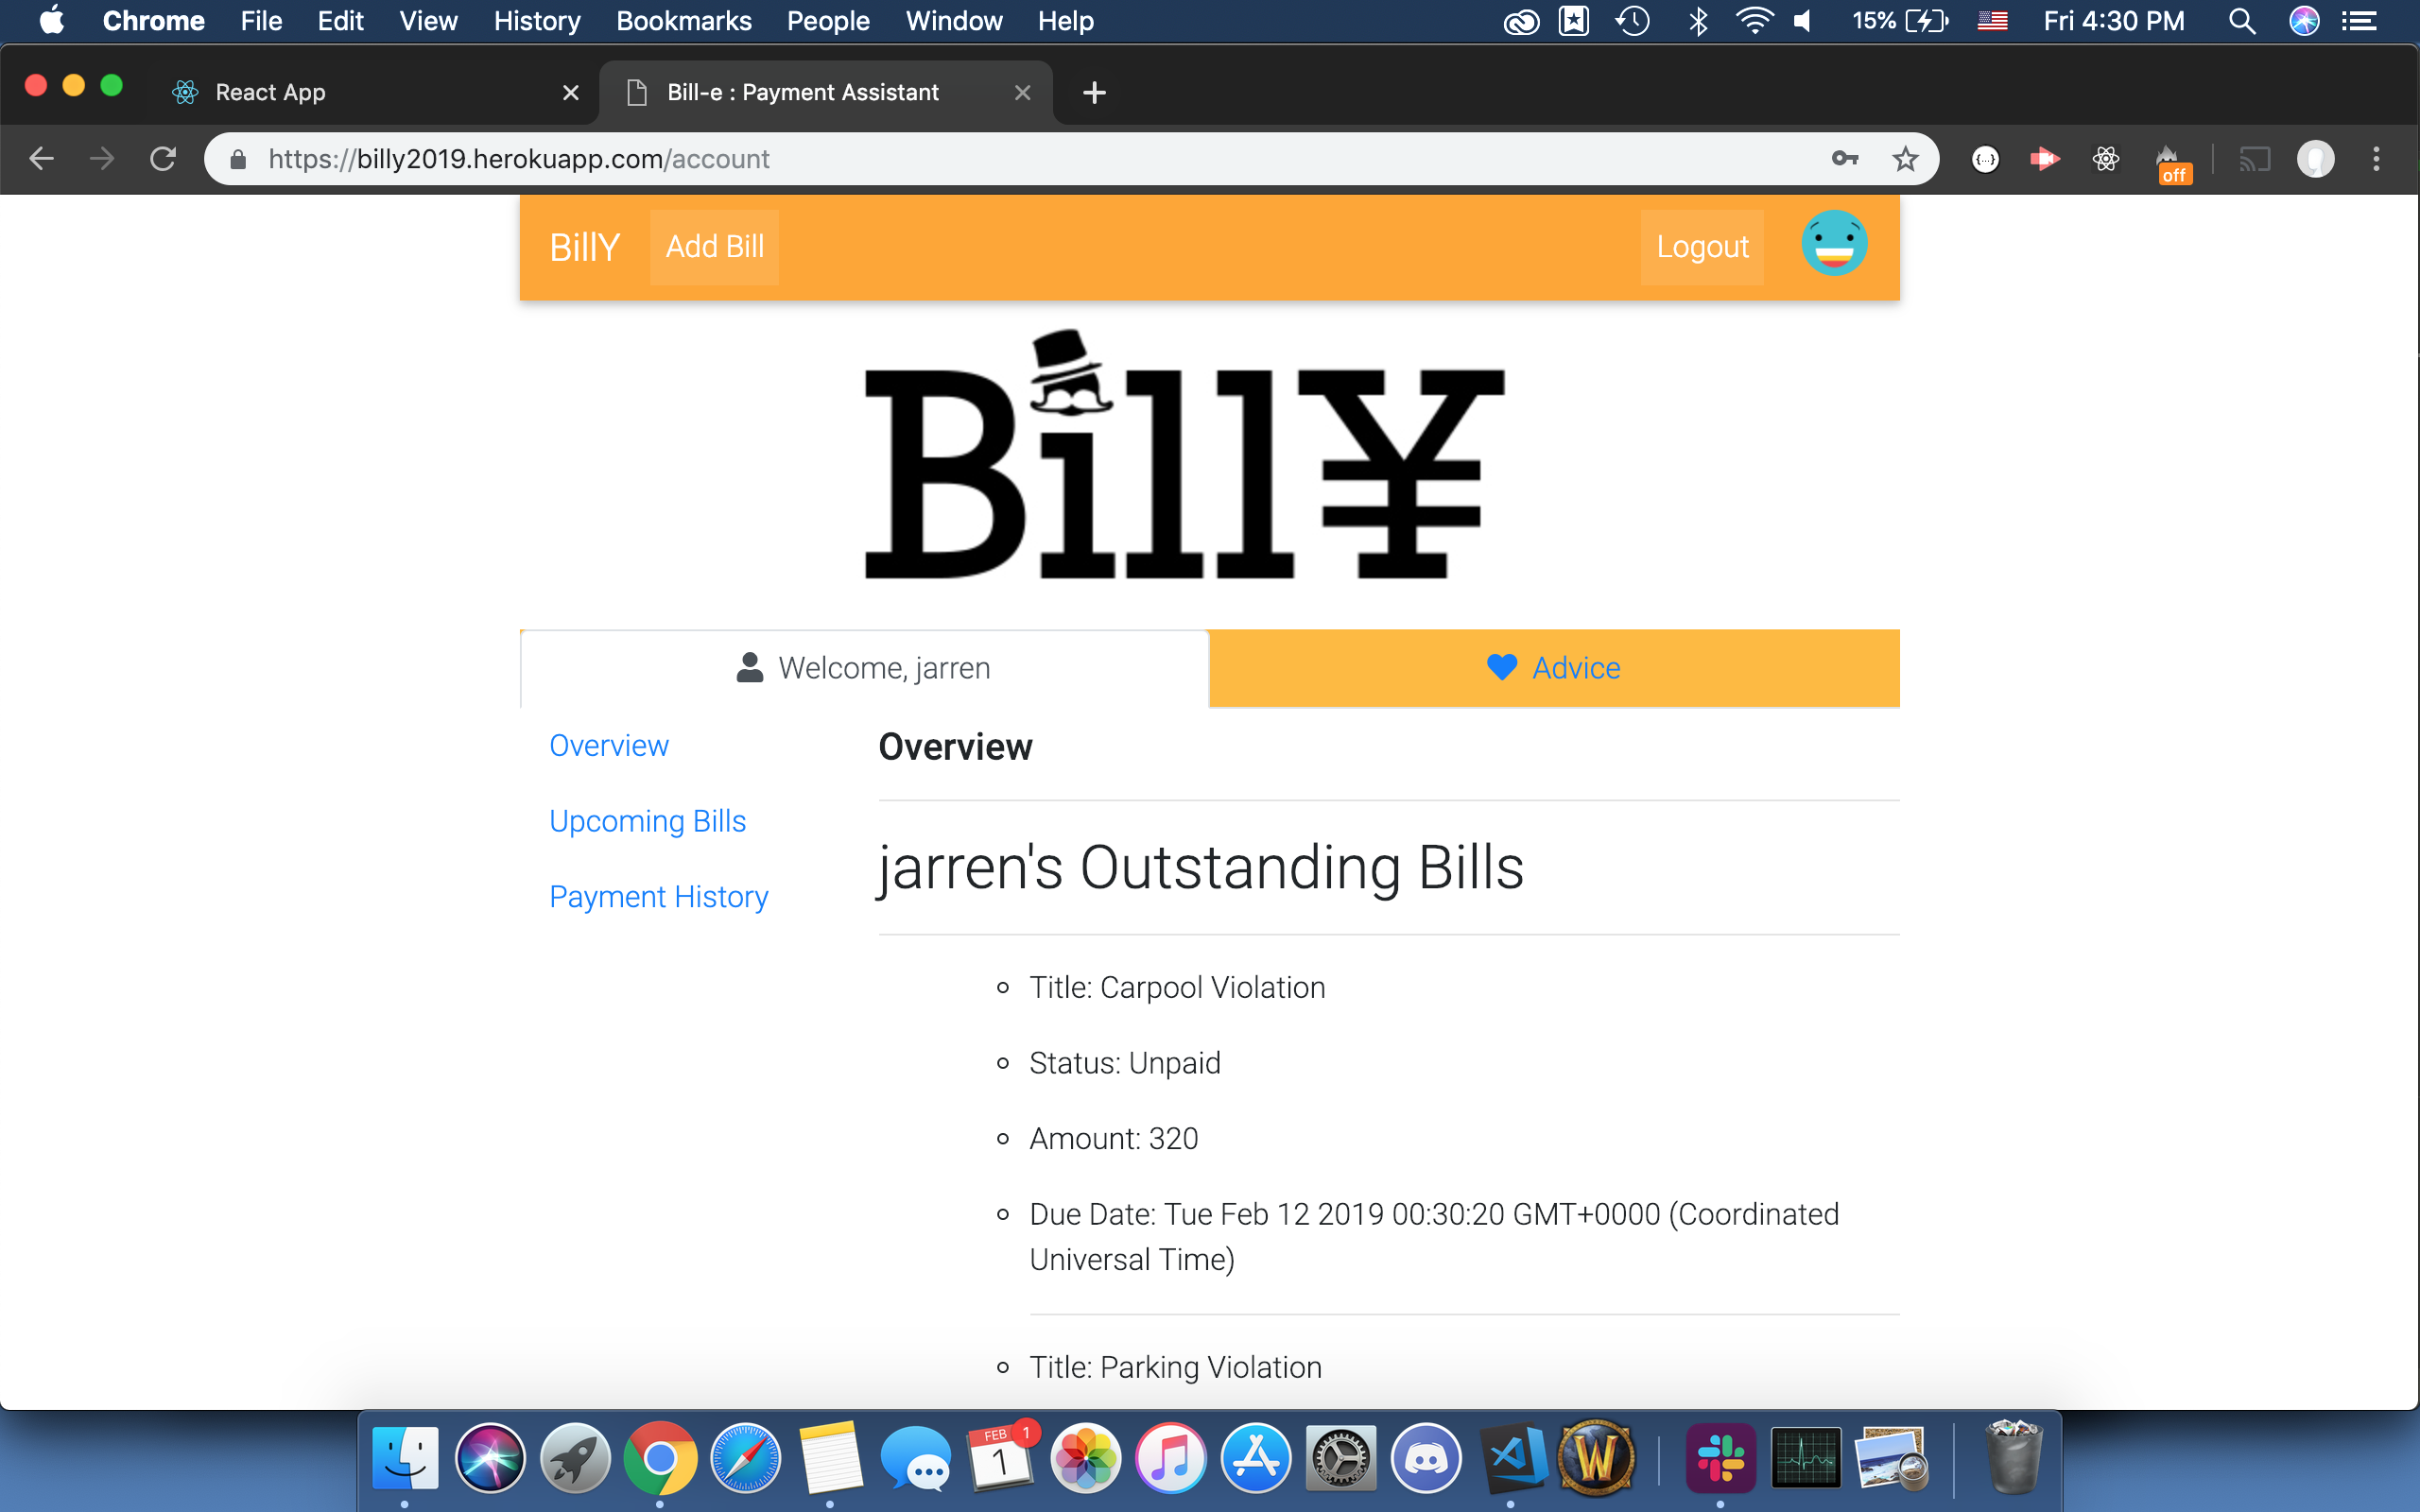 Chrome File Edit View History Bookmarks People Window Help 15% Fri 4:30 PM
React App Bill-e : Payment Assistant
https://billy2019.herokuapp.com/account
off
BillY Add Bill Logout
Bill¥
Welcome, jarren Advice
Overview
Upcoming Bills
Payment History
Overview
jarren's Outstanding Bills
Title: Carpool Violation
Status: Unpaid
Amount: 320
Due Date: Tue Feb 12 2019 00:30:20 GMT+0000 (Coordinated
Universal Time)
Title: Parking Violation
FEB 1
1
W